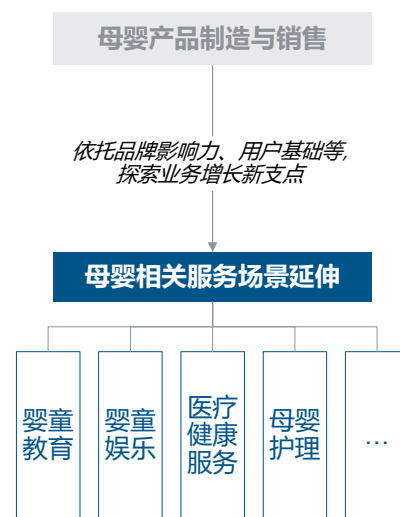 母婴产品制造与销售
依托品牌影响力、用户基础等,
探索业务增长新支点
母婴相关服务场景延伸
婴童
教育
婴童
娱乐
医疗
健康
服务
母婴
护理
…